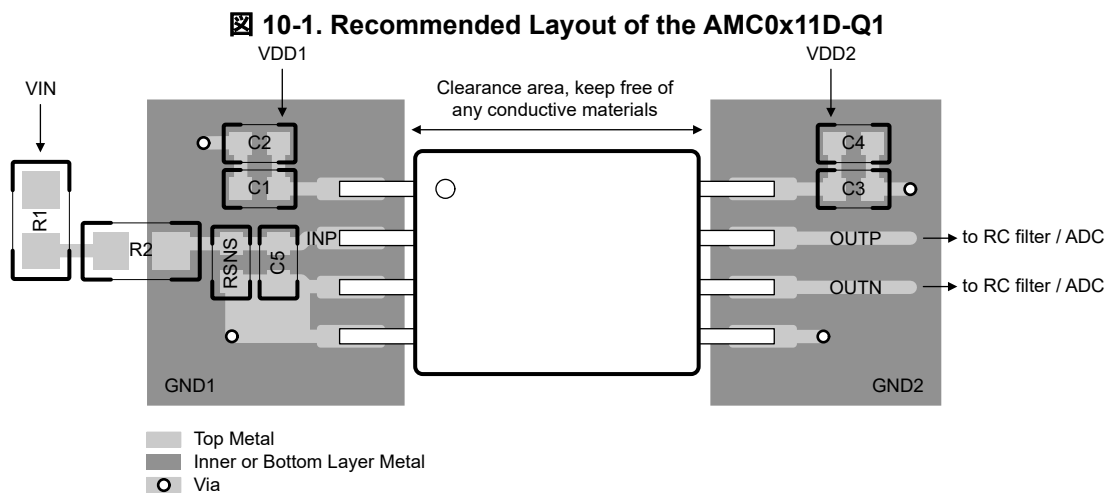 図 10-1. Recommended Layout of the AMC0x11D-Q1
VDD1
VDD2
VIN
Clearance area, keep free of
any conductive materials
C2
C4
C1
C3
R1
R2
RSNS
C5
INP
OUTP
to RC filter / ADC
OUTN
to RC filter / ADC
GND1
GND2
Top Metal
Inner or Bottom Layer Metal
Via